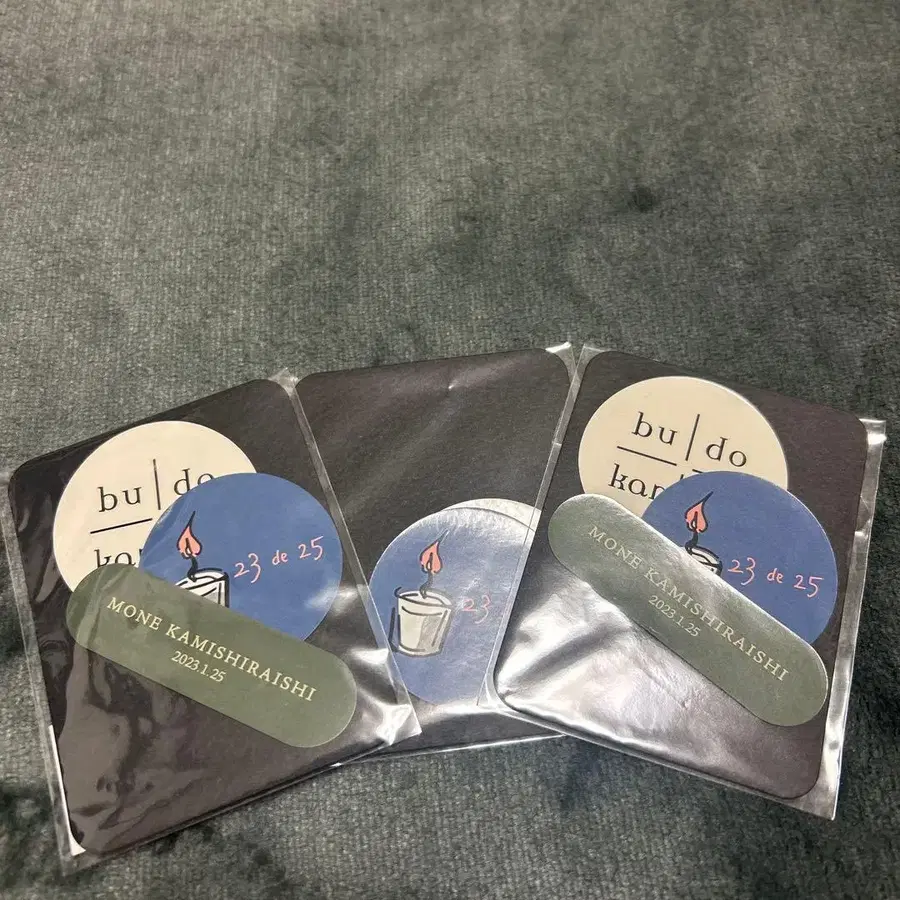 bu|do
23 de 25
MONE KAMISHIRAISHI
2023.1.25
23
bu|do
kan
23 de 25
MONE KAMISHIRAISHI
2023.1.25